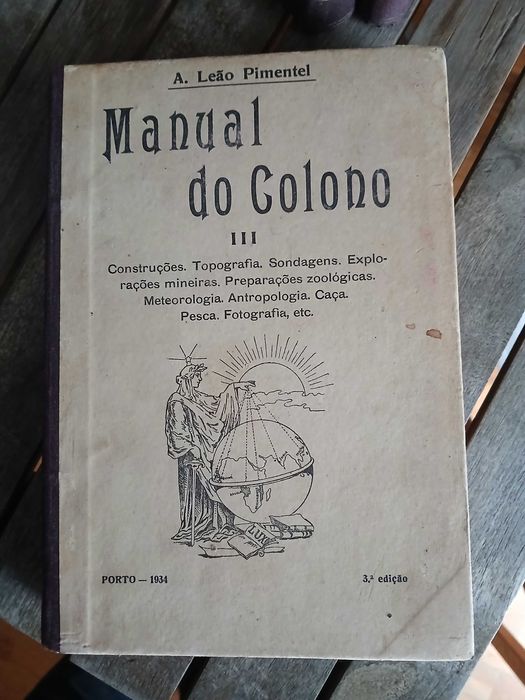 A. Leão Pimentel
Manual
do Colono
III
Construções. Topografia. Sondagens. Explo-
rações mineiras. Preparações zoológicas.
Meteorologia. Antropologia. Caça.
Pesca. Fotografia, etc.
LUX
PORTO — 1934
3.ª edição